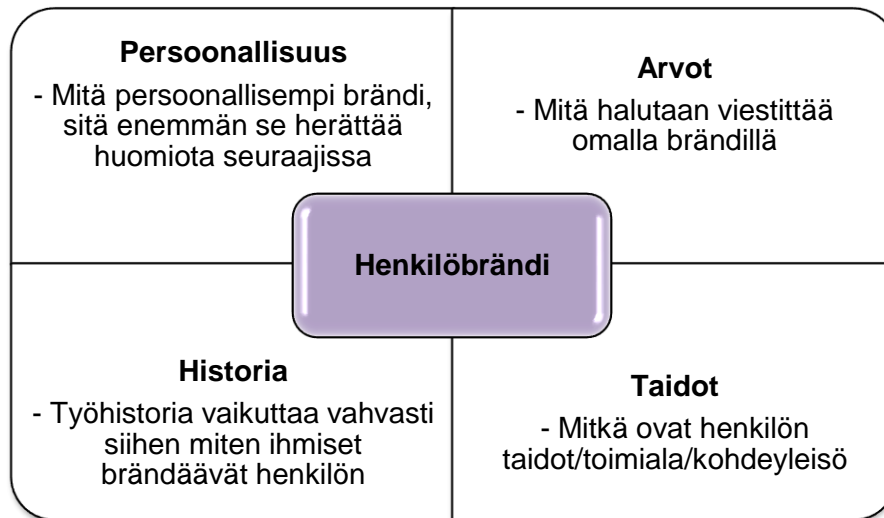 Persoonallisuus
- Mitä persoonallisempi brändi,
sitä enemmän se herättää
huomiota seuraajissa
Arvot
- Mitä halutaan viestittää
omalla brändillä
Henkilöbrändi
Historia
- Työhistoria vaikuttaa vahvasti
siihen miten ihmiset
brändäävät henkilön
Taidot
- Mitkä ovat henkilön
taidot/toimiala/kohdeyleisö